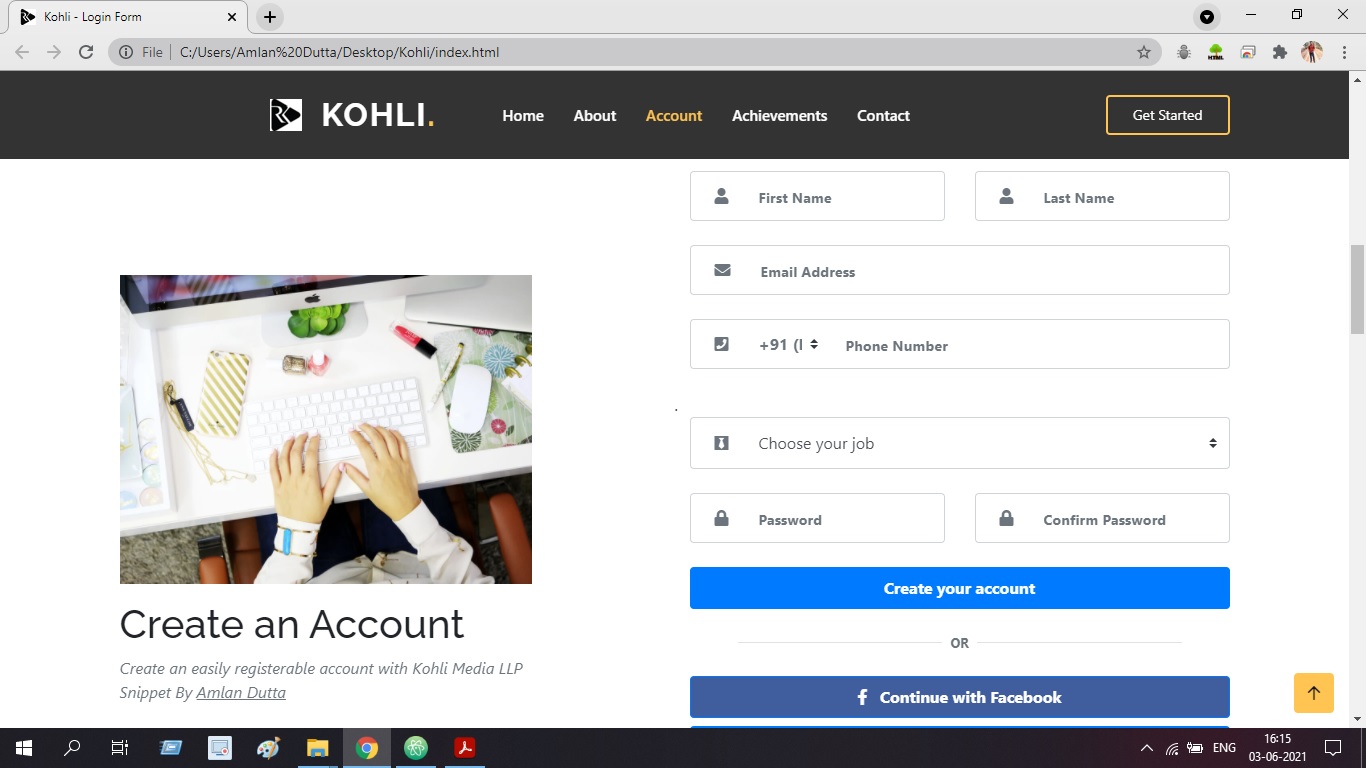 Kohli - Login Form
File
C:/Users/Amlan%20Dutta/Desktop/Kohli/index.html
KOHLI.
Home
About
Account
Achievements
Contact
Get Started
First Name
Last Name
Email Address
+91 (I
Phone Number
.
Choose your job
Password
Confirm Password
Create your account
OR
Continue with Facebook
Create an Account
Create an easily registerable account with Kohli Media LLP
Snippet By Amlan Dutta
ENG
16:15
03-06-2021